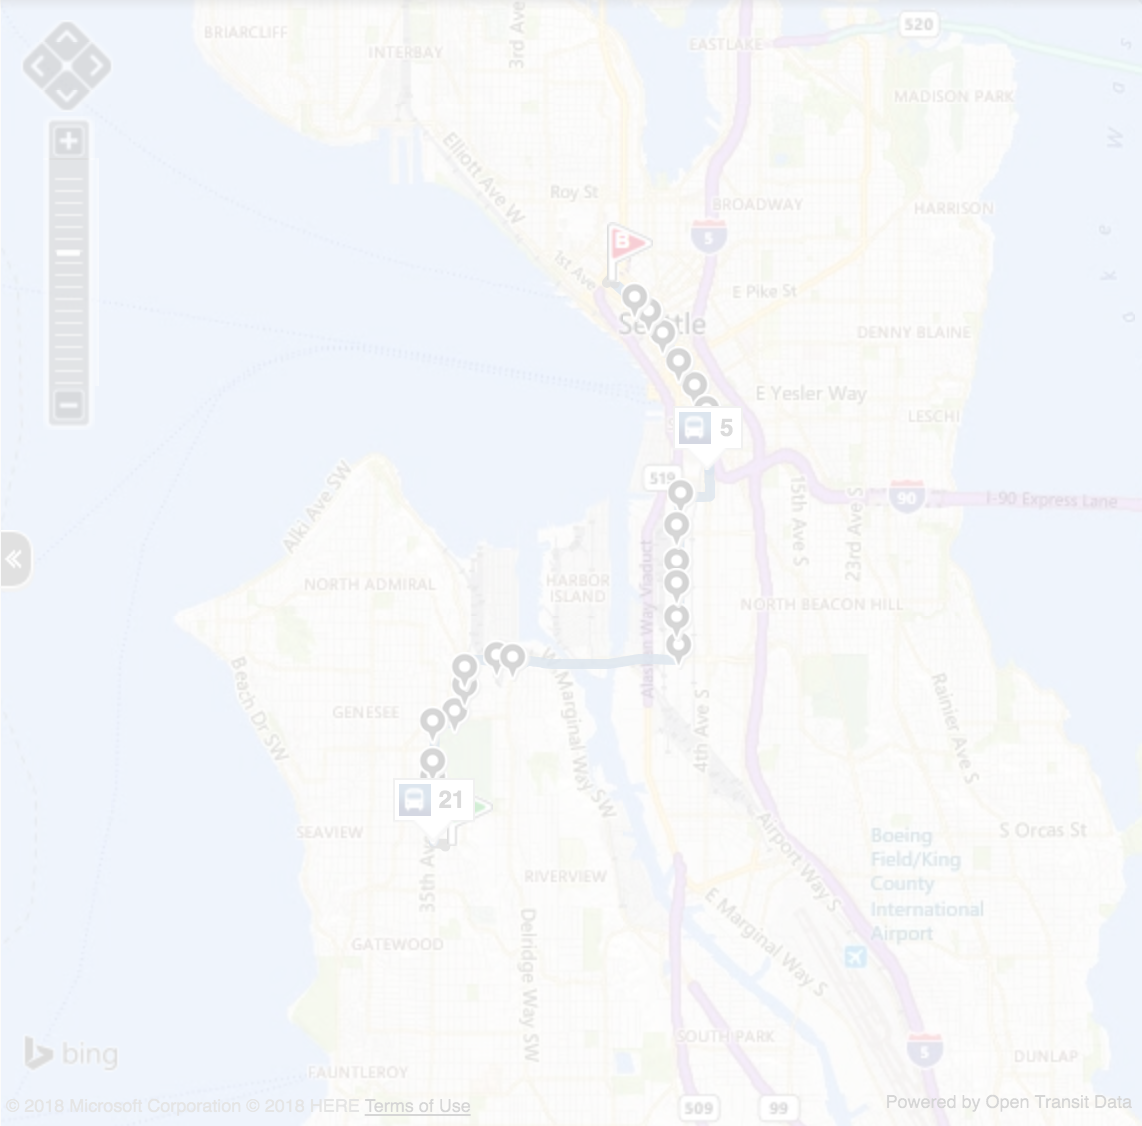 BRIARCLIFF
INTERBAY
3rd Ave
EASTLAKE
520
MADISON PARK
Elliott Ave W
Roy St
BROADWAY
HARRISON
B
5
1st Ave
E Pike St
Seattle
DENNY BLAINE
E Yesler Way
LESCHI
5
519
90
I-90 Express Lane
15th Ave S
23rd Ave S
Alki Ave SW
NORTH ADMIRAL
HARBOR
ISLAND
Alaskan Way Viaduct
NORTH BEACON HILL
Beach Dr SW
GENESEE
W Marginal Way SW
4th Ave S
Rainier Ave S
21
SEAVIEW
35th Av
RIVERVIEW
Airport Way S
Boeing
Field/King
County
International
Airport
S Orcas St
E Marginal Way S
GATEWOOD
Delridge Way SW
SOUTH PARK
5
DUNLAP
bing
FAUNTLEROY
© 2018 Microsoft Corporation © 2018 HERE Terms of Use
509
99
Powered by Open Transit Data